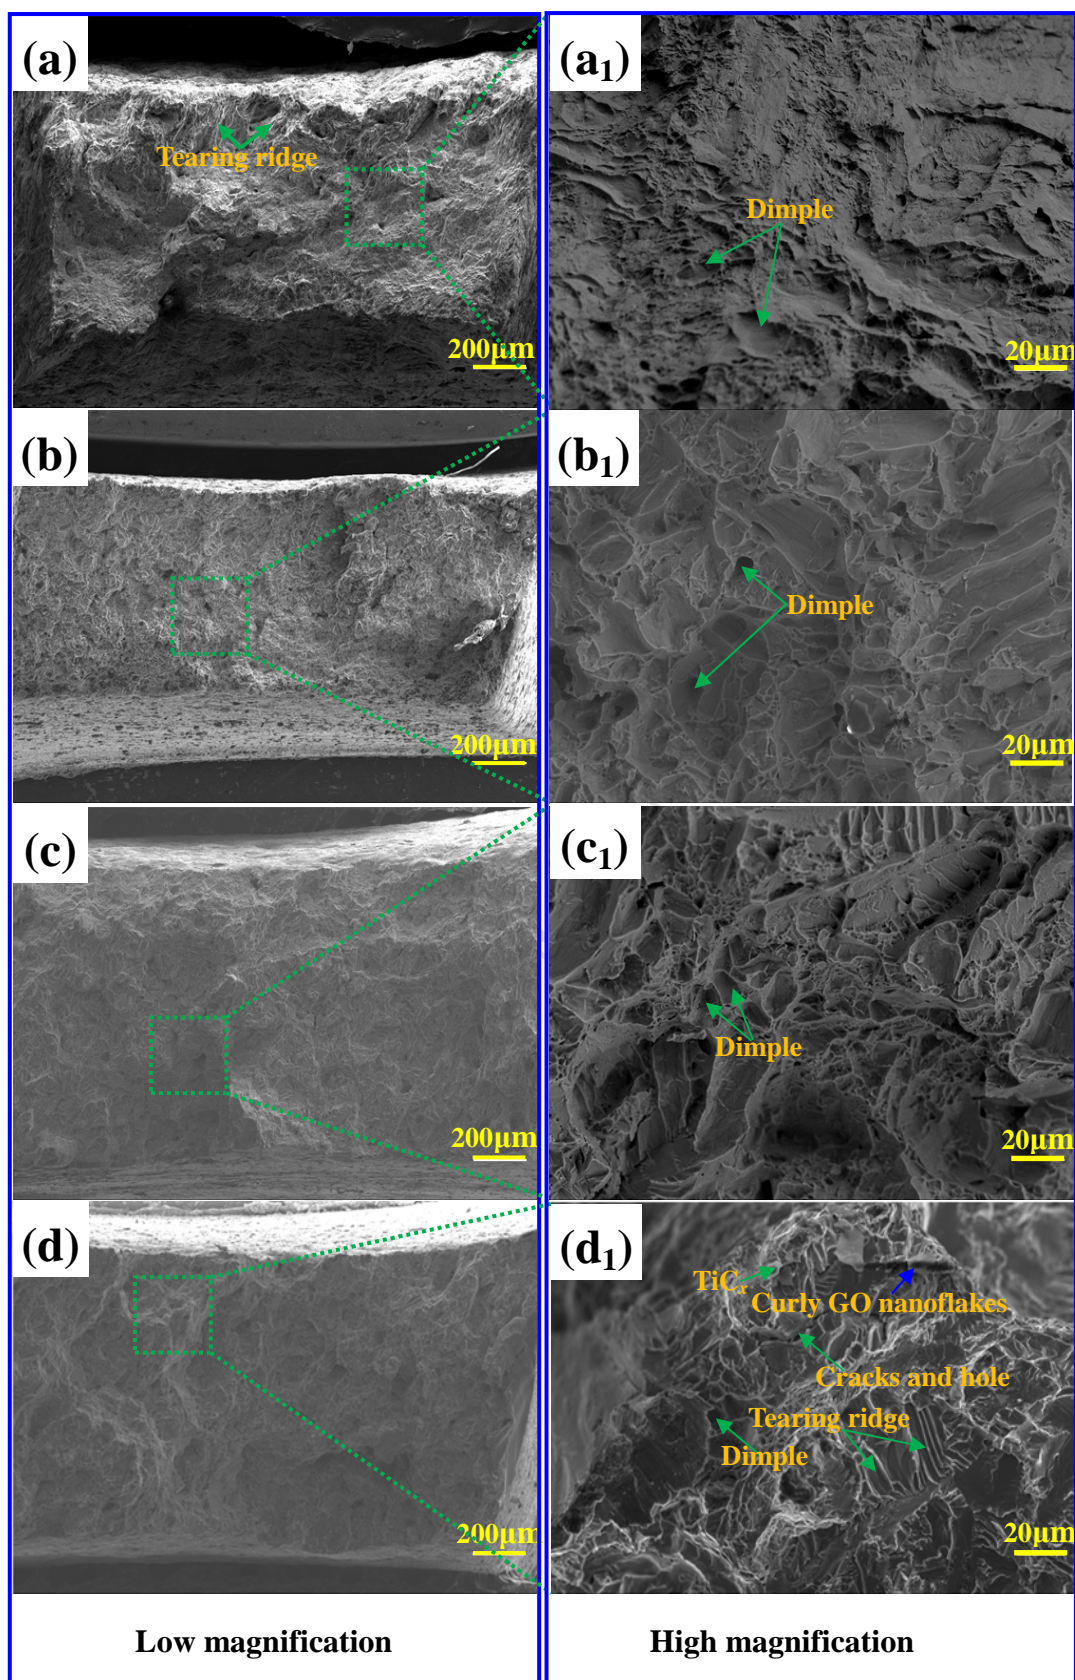 (a)
Tearing ridge
200μm
(a₁)
Dimple
20μm
(b)
200μm
(b₁)
Dimple
20μm
(c)
200μm
(c₁)
Dimple
20μm
(d)
200μm
(d₁)
TiCₓ
Curly GO nanoflakes
Cracks and hole
Tearing ridge
Dimple
20μm
Low magnification
High magnification